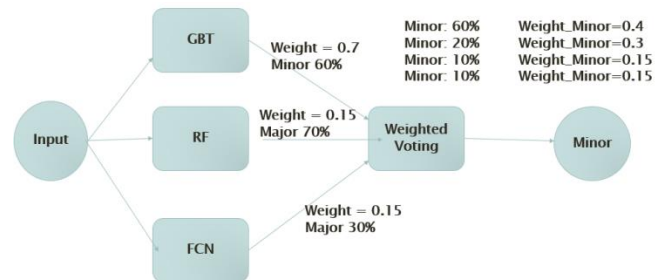 GBT
Weight = 0.7
Minor 60%
Minor: 60% Weight_Minor=0.4
Minor: 20% Weight_Minor=0.3
Minor: 10% Weight_Minor=0.15
Minor: 10% Weight_Minor=0.15
Input
RF
Weight = 0.15
Major 70%
Weighted
Voting
Minor
FCN
Weight = 0.15
Major 30%